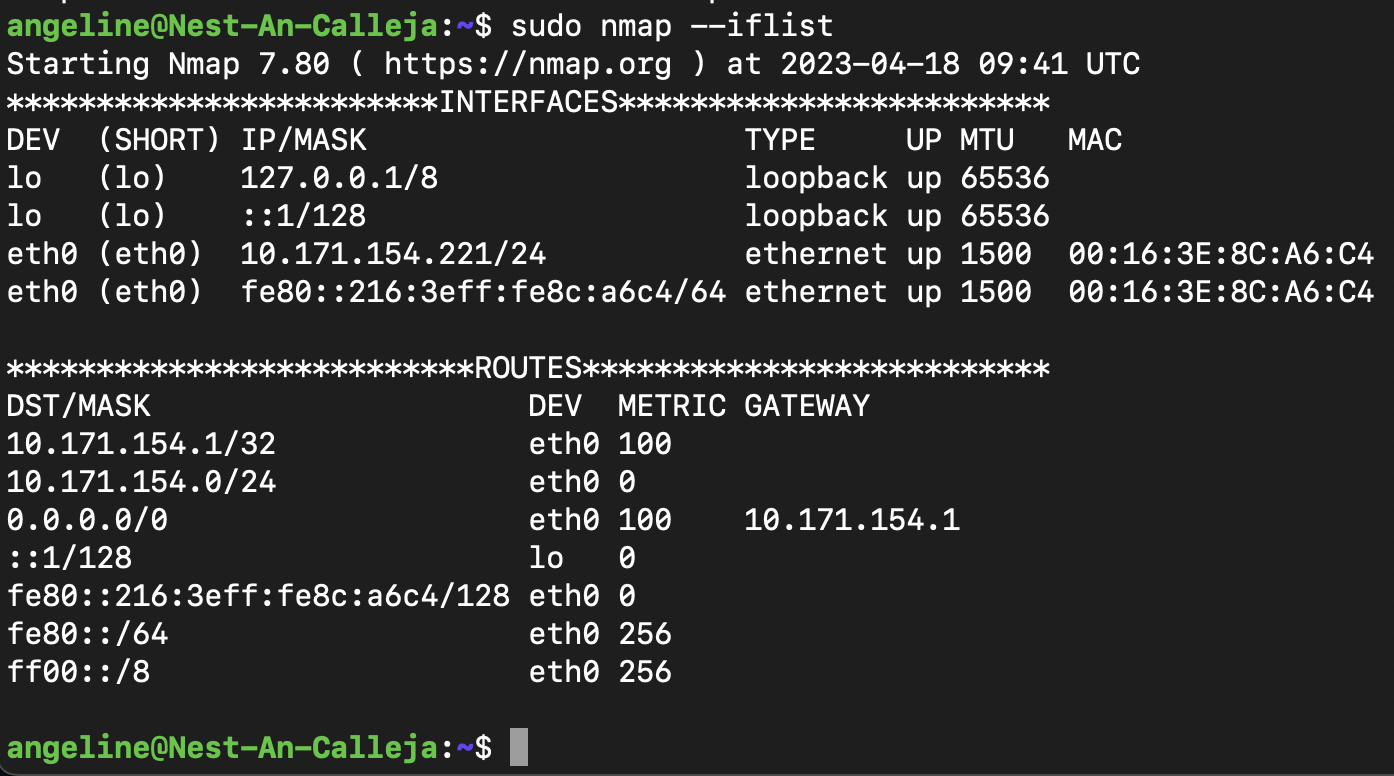 angeline@Nest-An-Calleja:~$ sudo nmap --iflist
Starting Nmap 7.80 ( https://nmap.org ) at 2023-04-18 09:41 UTC
************************INTERFACES************************
DEV  (SHORT) IP/MASK                     TYPE     UP MTU   MAC
lo   (lo)    127.0.0.1/8                 loopback up 65536
lo   (lo)    ::1/128                     loopback up 65536
eth0 (eth0)  10.171.154.221/24           ethernet up 1500  00:16:3E:8C:A6:C4
eth0 (eth0)  fe80::216:3eff:fe8c:a6c4/64 ethernet up 1500  00:16:3E:8C:A6:C4

**************************ROUTES**************************
DST/MASK                     DEV  METRIC GATEWAY
10.171.154.1/32              eth0 100
10.171.154.0/24              eth0 0
0.0.0.0/0                    eth0 100    10.171.154.1
::1/128                      lo   0
fe80::216:3eff:fe8c:a6c4/128 eth0 0
fe80::/64                    eth0 256
ff00::/8                     eth0 256

angeline@Nest-An-Calleja:~$